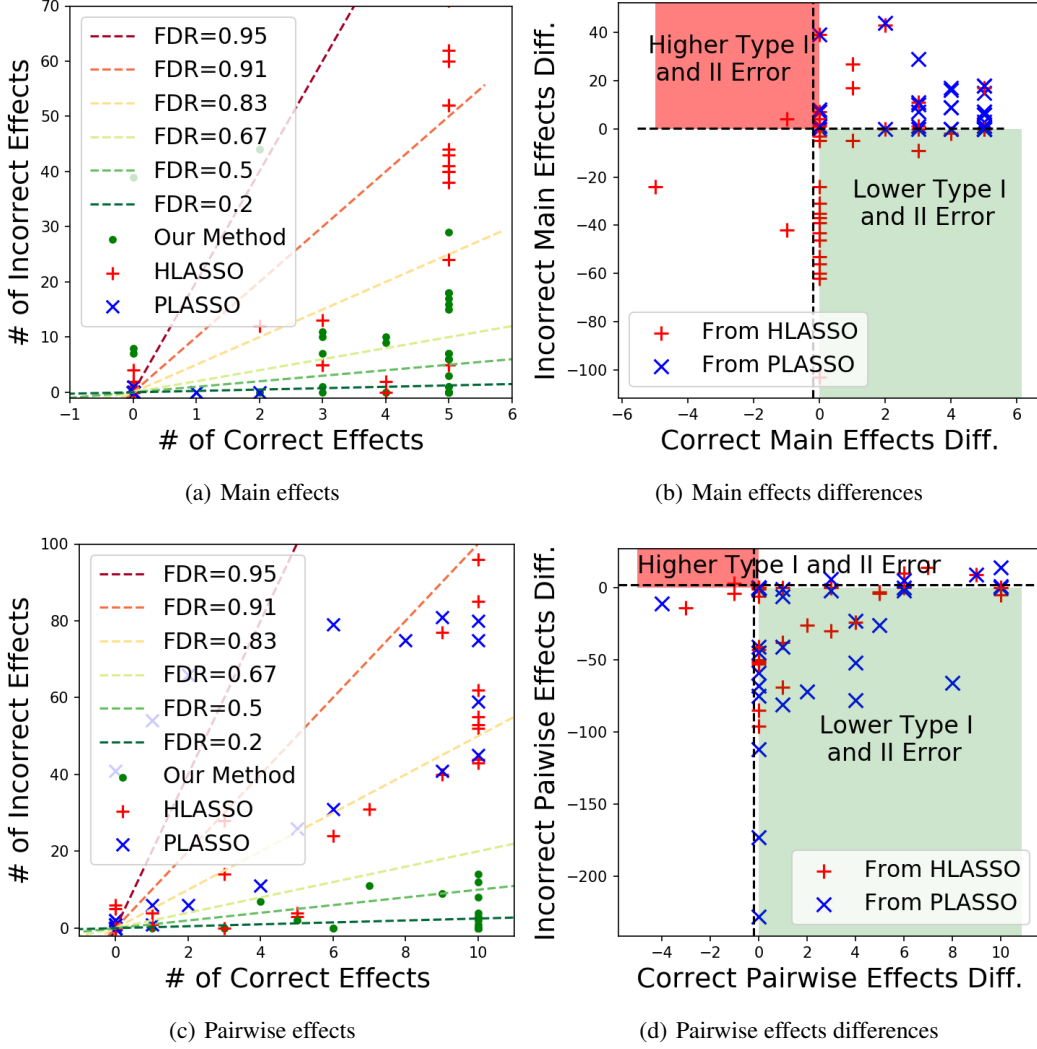 70
60
50
40
30
20
10
0
−1
0
1
2
3
4
5
6
# of Incorrect Effects
# of Correct Effects
FDR=0.95
FDR=0.91
FDR=0.83
FDR=0.67
FDR=0.5
FDR=0.2
Our Method
HLASSO
PLASSO
(a) Main effects
40
20
0
−20
−40
−60
−80
−100
−6
−4
−2
0
2
4
6
Incorrect Main Effects Diff.
Correct Main Effects Diff.
Higher Type I
and II Error
Lower Type I
and II Error
From HLASSO
From PLASSO
(b) Main effects differences
100
80
60
40
20
0
0
2
4
6
8
10
# of Incorrect Effects
# of Correct Effects
FDR=0.95
FDR=0.91
FDR=0.83
FDR=0.67
FDR=0.5
FDR=0.2
Our Method
HLASSO
PLASSO
(c) Pairwise effects
0
−50
−100
−150
−200
−4
−2
0
2
4
6
8
10
Incorrect Paiwise Effects Diff.
Correct Pairwise Effects Diff.
Higher Type I and II Error
Lower Type I
and II Error
From HLASSO
From PLASSO
(d) Pairwise effects differences